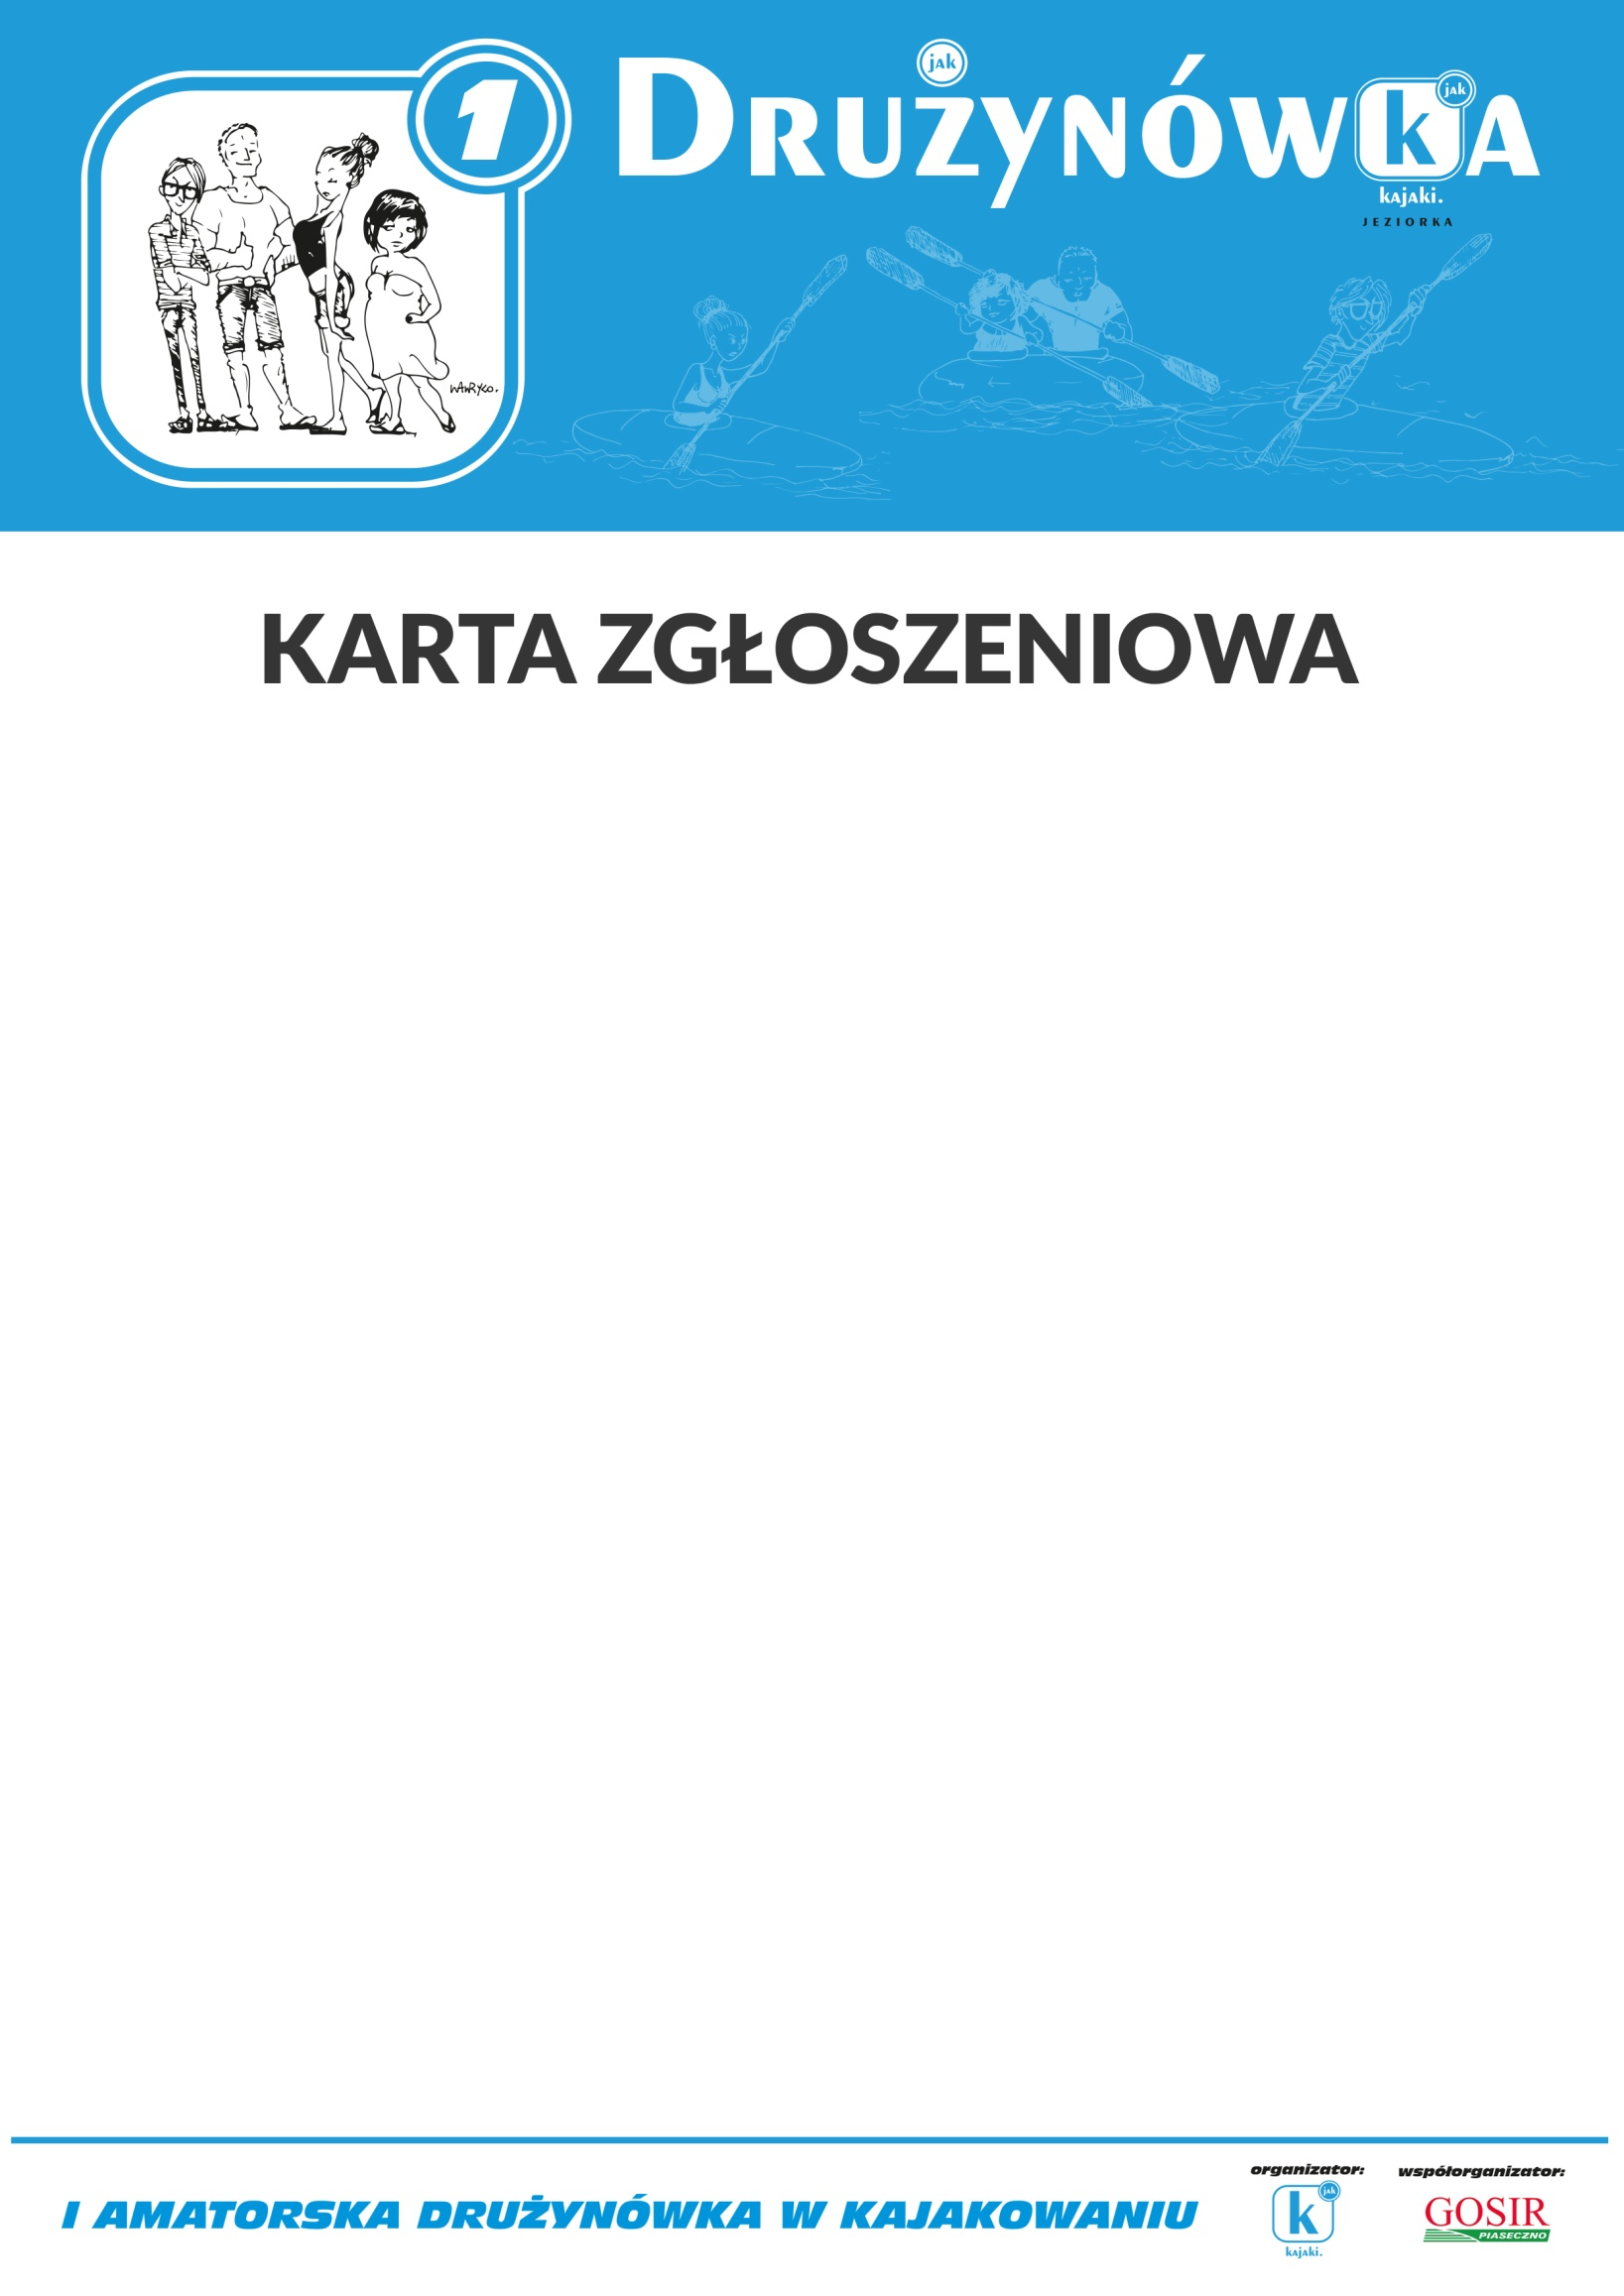 1
DRUŻYNÓWKA
jak
k jak
kajaki.
JEZIORKA
WAWRYCO.
KARTA ZGŁOSZENIOWA
organizator:
współorganizator:
I AMATORSKA DRUŻYNÓWKA W KAJAKOWANIU
k jak
kajaki.
GOSIR
PIASECZNO